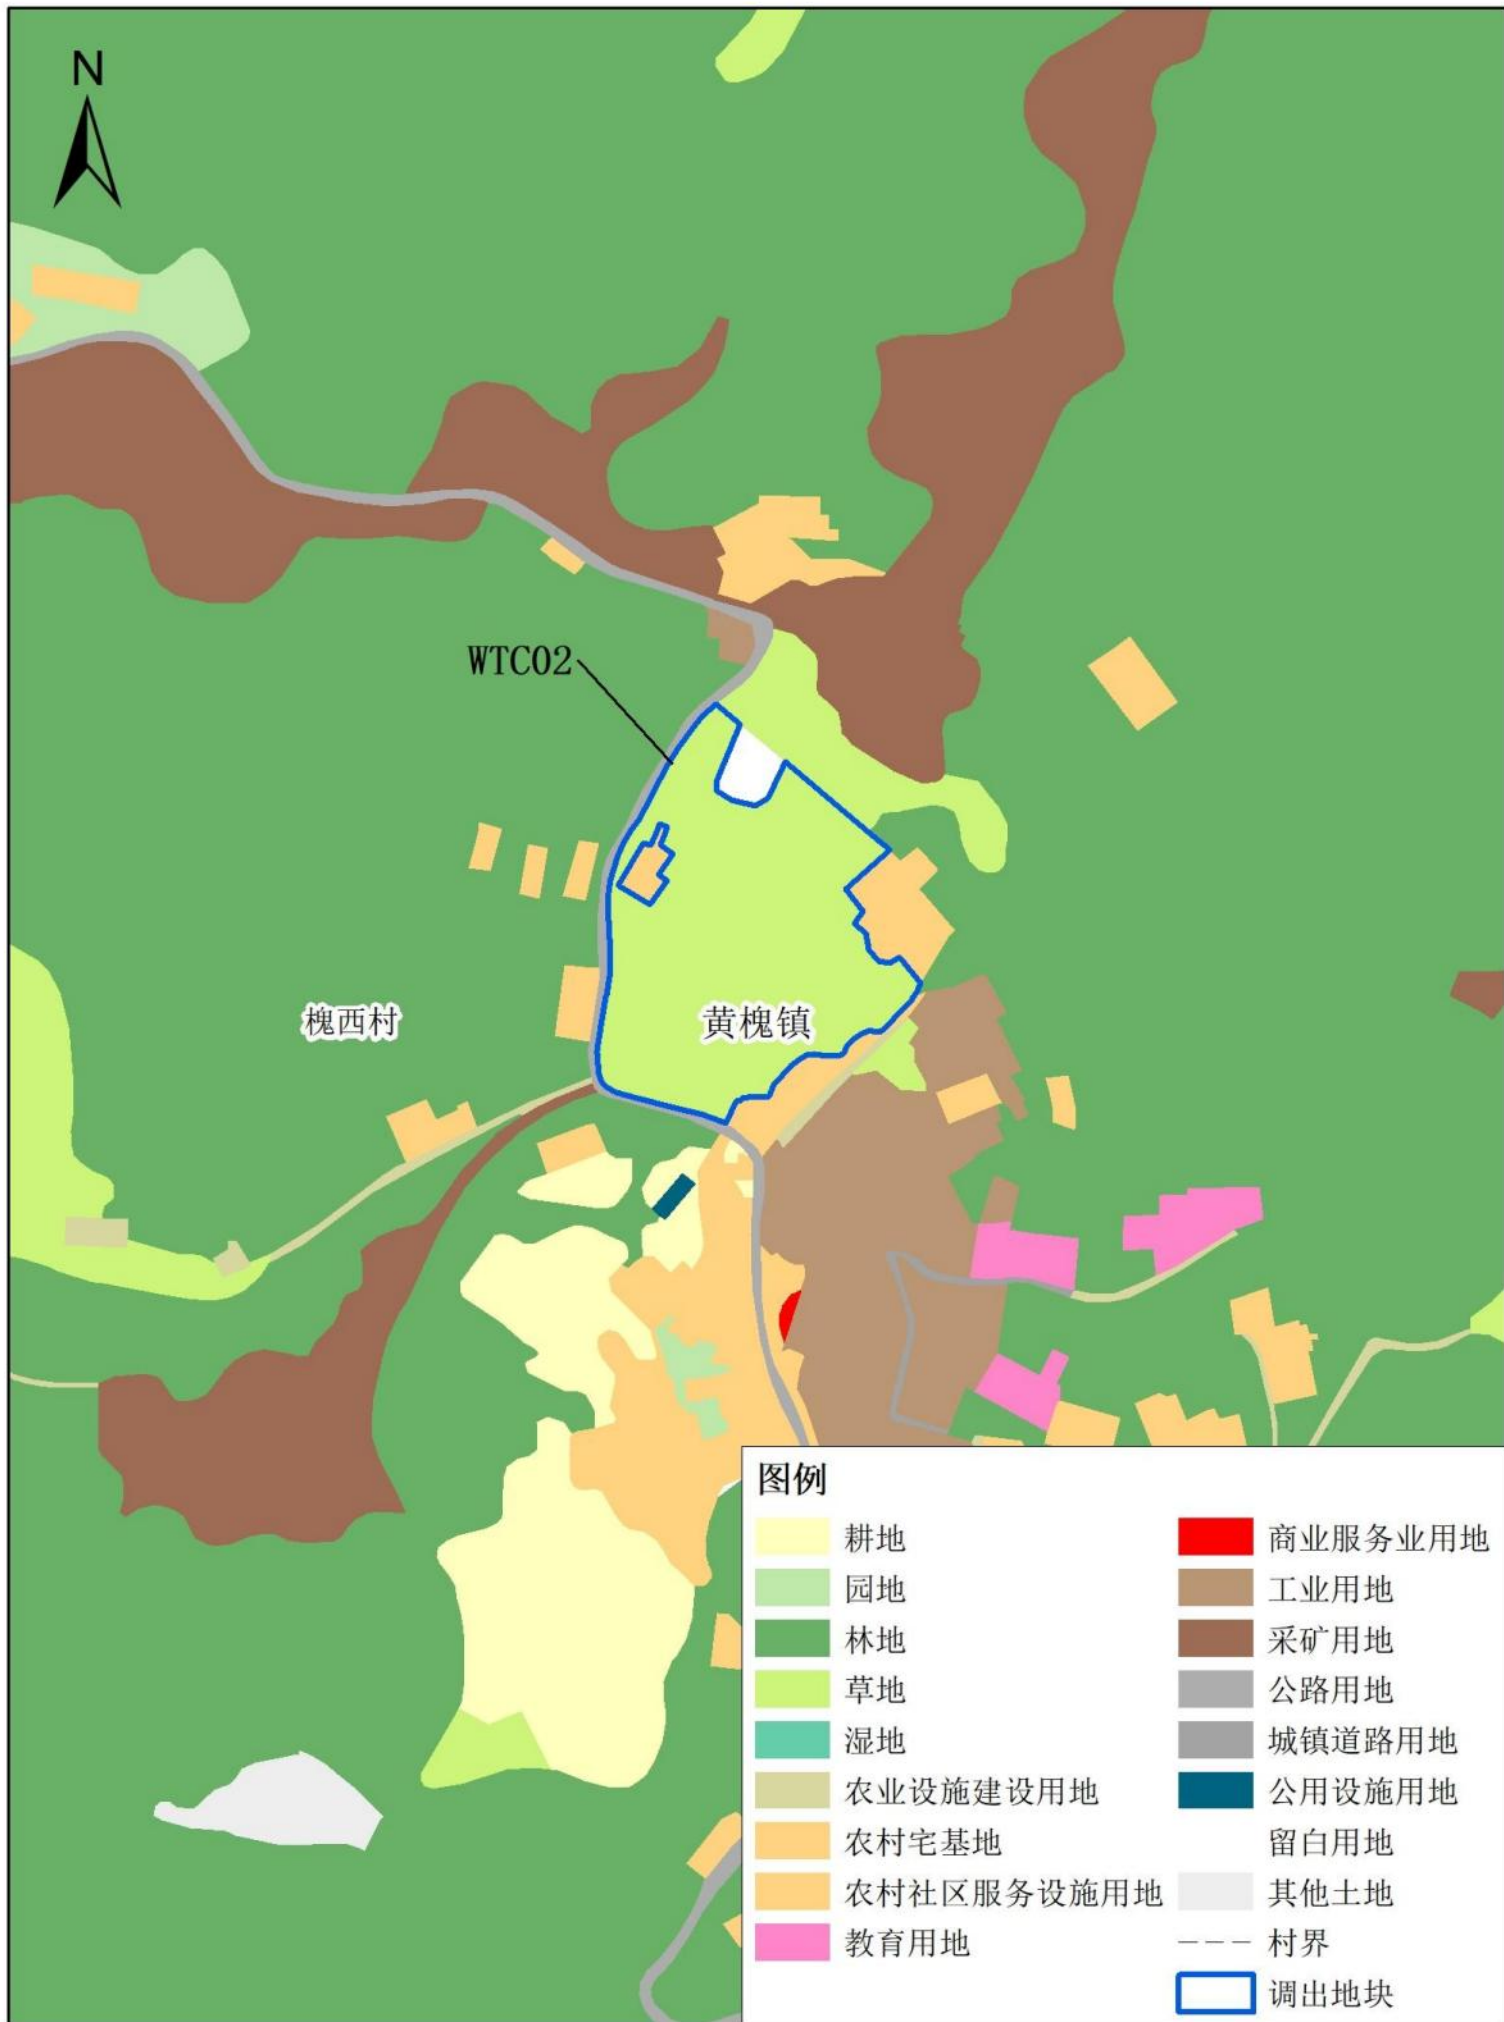 N
WTC02
槐西村
黄槐镇
图例
耕地
园地
林地
草地
湿地
农业设施建设用地
农村宅基地
农村社区服务设施用地
教育用地
商业服务业用地
工业用地
采矿用地
公路用地
城镇道路用地
公用设施用地
留白用地
其他土地
村界
调出地块